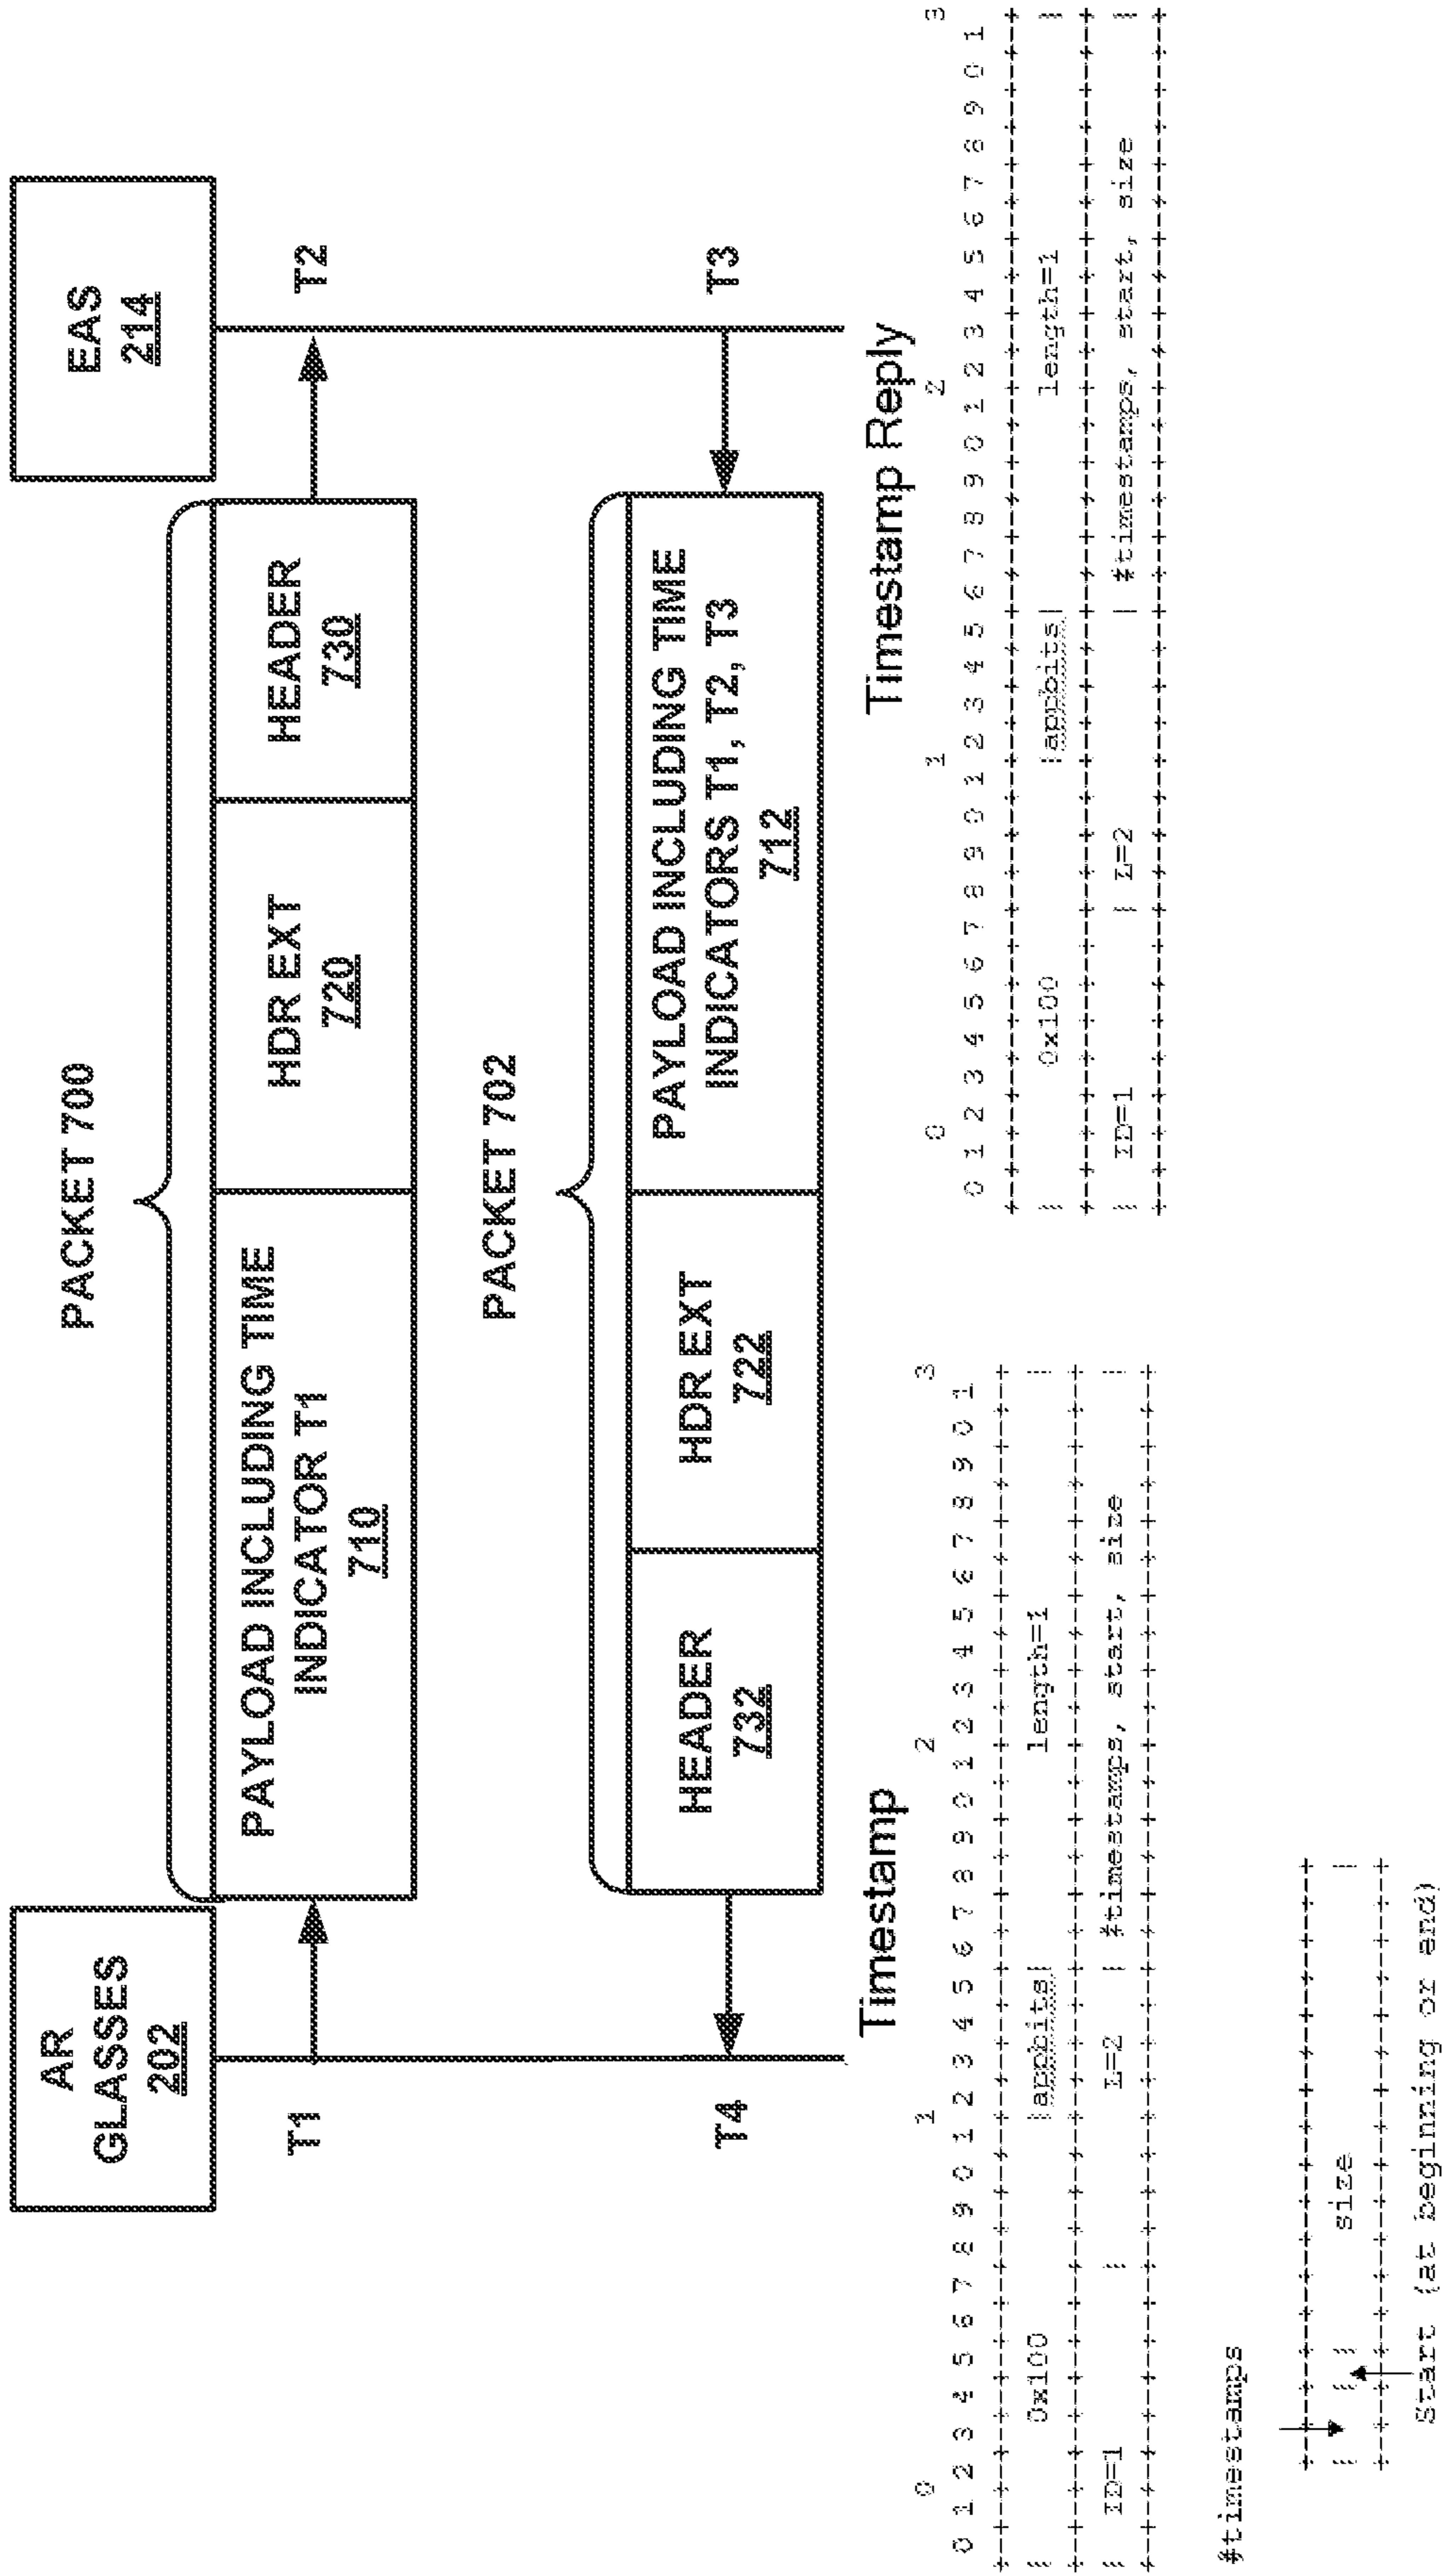 AR
GLASSES
202
EAS
214
PACKET 700
T1
PAYLOAD INCLUDING TIME
INDICATOR T1
710
HDR EXT
720
HEADER
730
T2
PACKET 702
T4
HEADER
732
HDR EXT
722
PAYLOAD INCLUDING TIME
INDICATORS T1, T2, T3
712
T3
Timestamp
0 1 2 3
0 1 2 3 4 5 6 7 8 9 0 1 2 3 4 5 6 7 8 9 0 1 2 3 4 5 6 7 8 9 0 1
+-+-+-+-+-+-+-+-+-+-+-+-+-+-+-+-+-+-+-+-+-+-+-+-+-+-+-+-+-+-+-+-+
| 0x100 |appbits| length=1 |
+-+-+-+-+-+-+-+-+-+-+-+-+-+-+-+-+-+-+-+-+-+-+-+-+-+-+-+-+-+-+-+-+
| ID=1 | L=2 | #timestamps, start, size |
+-+-+-+-+-+-+-+-+-+-+-+-+-+-+-+-+-+-+-+-+-+-+-+-+-+-+-+-+-+-+-+-+
Timestamp Reply
0 1 2 3
0 1 2 3 4 5 6 7 8 9 0 1 2 3 4 5 6 7 8 9 0 1 2 3 4 5 6 7 8 9 0 1
+-+-+-+-+-+-+-+-+-+-+-+-+-+-+-+-+-+-+-+-+-+-+-+-+-+-+-+-+-+-+-+-+
| 0x100 |appbits| length=1 |
+-+-+-+-+-+-+-+-+-+-+-+-+-+-+-+-+-+-+-+-+-+-+-+-+-+-+-+-+-+-+-+-+
| ID=1 | L=2 | #timestamps, start, size |
+-+-+-+-+-+-+-+-+-+-+-+-+-+-+-+-+-+-+-+-+-+-+-+-+-+-+-+-+-+-+-+-+
#timestamps
+-+-+-+-+-+-+-+-+-+-+-+-+-+-+-+-+
| | | size |
+-+-+-+-+-+-+-+-+-+-+-+-+-+-+-+-+
Start (at beginning or end)